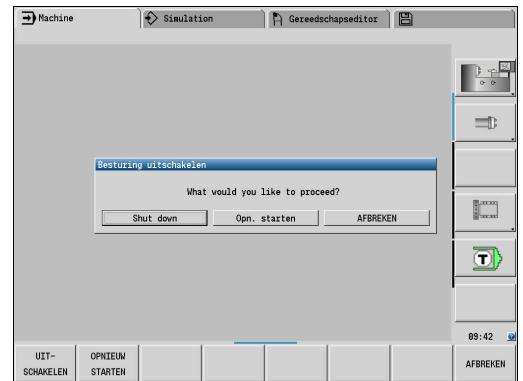 Machine
Simulation
Gereedschapseditor
Besturing uitschakelen
What would you like to proceed?
Shut down
Opn. starten
AFBREKEN
T
09:42
UIT-
SCHAKELEN
OPNIEUW
STARTEN
AFBREKEN